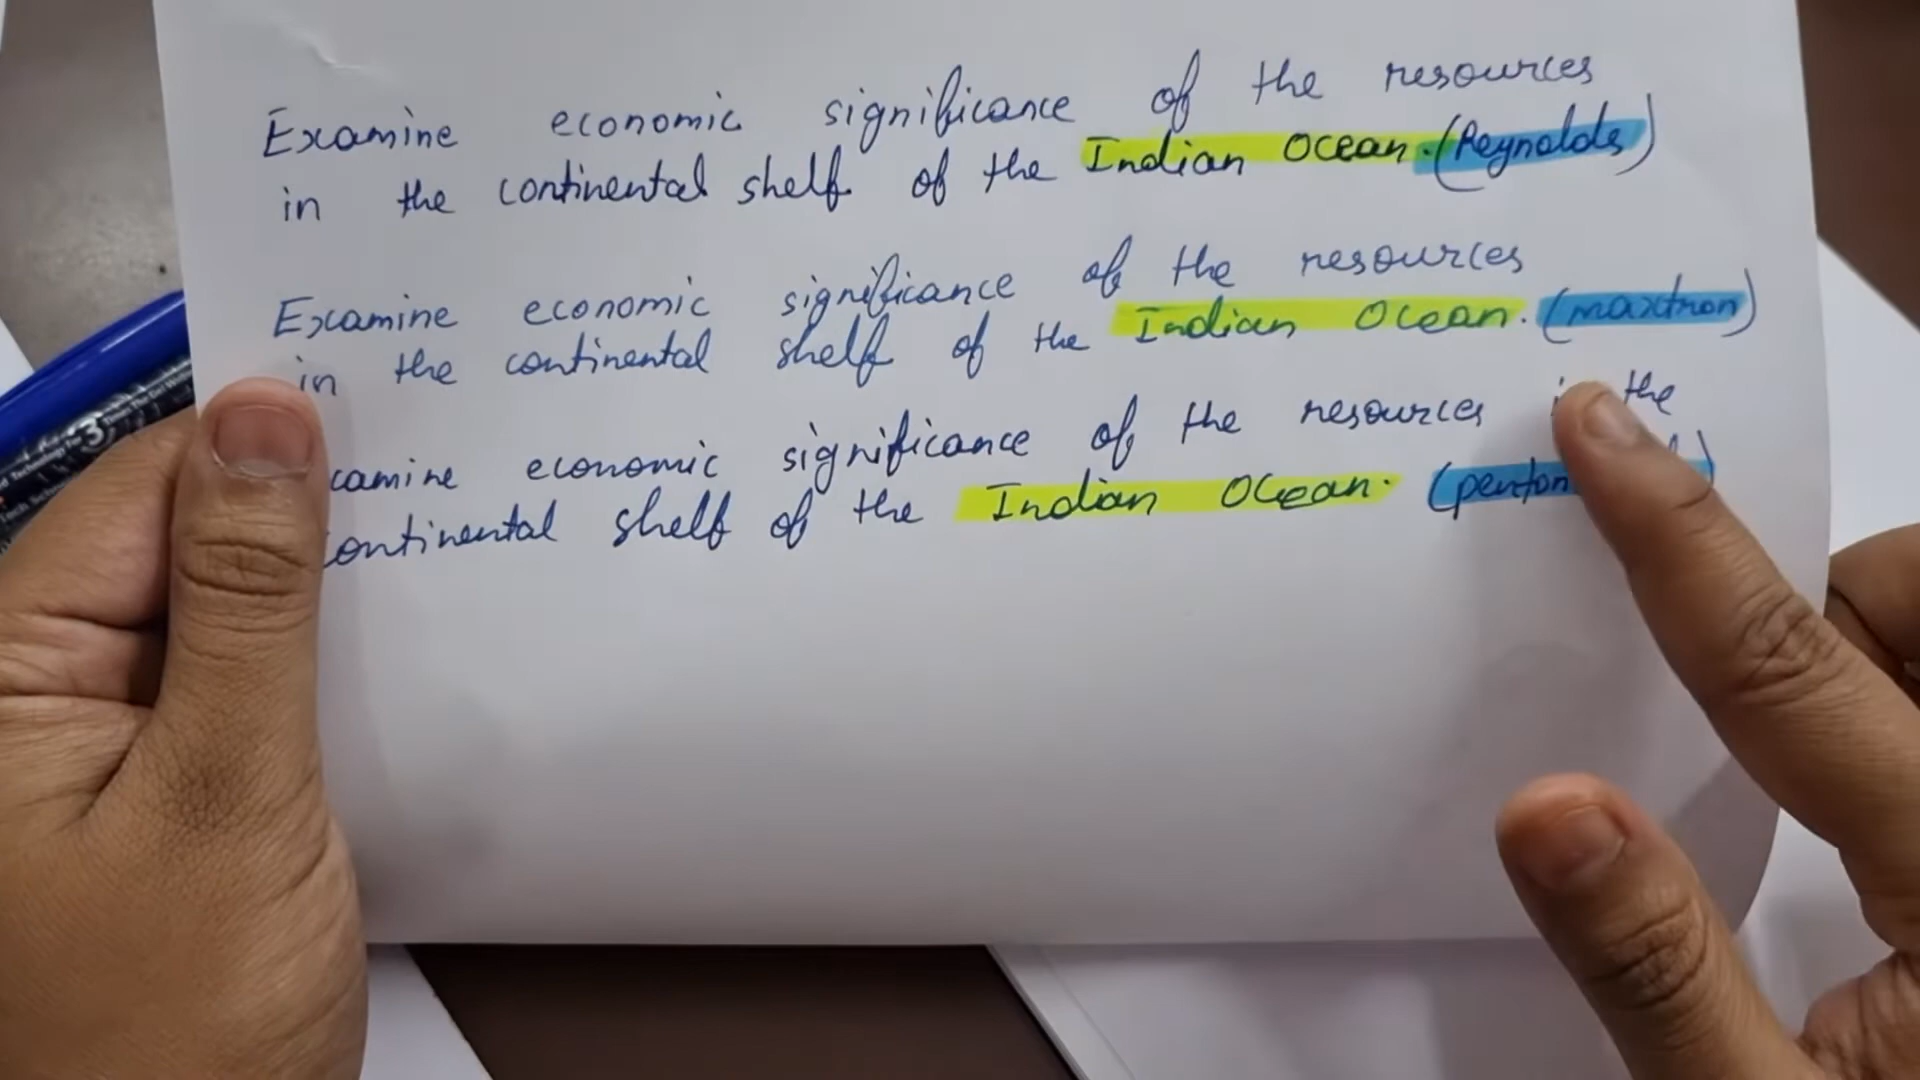 Examine economic significance of the resources
in the continental shelf of the Indian Ocean. (Reynolds)
Examine economic significance of the resources
in the continental shelf of the Indian Ocean. (maxtron)
camine economic significance of the resources the
ontinental shelf of the Indian Ocean.
3